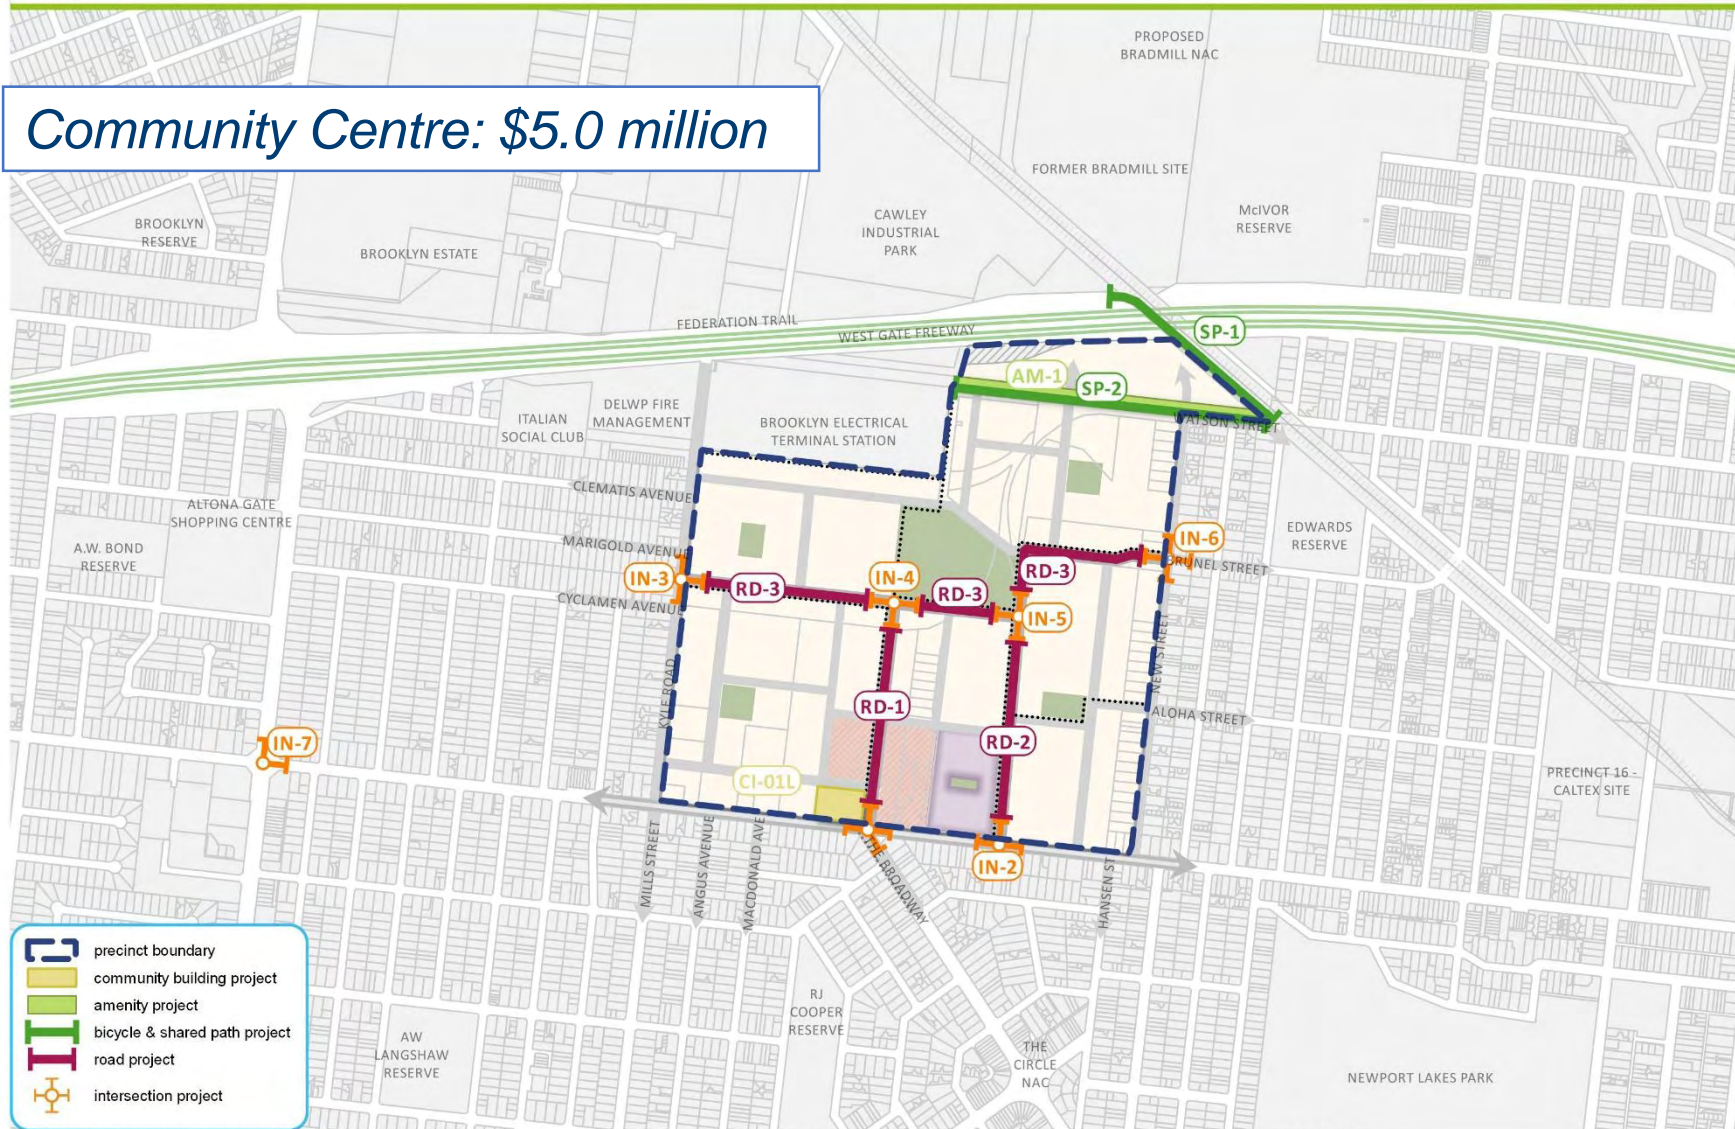 PROPOSED
BRADMILL NAC
Community Centre: $5.0 million
FORMER BRADMILL SITE
McIVOR
RESERVE
CAWLEY
INDUSTRIAL
PARK
BROOKLYN
RESERVE
BROOKLYN ESTATE
FEDERATION TRAIL
WEST GATE FREEWAY
SP-1
AM-1
SP-2
WATSON STREET
DELWP FIRE
MANAGEMENT
ITALIAN
SOCIAL CLUB
BROOKLYN ELECTRICAL
TERMINAL STATION
CLEMATIS AVENUE
ALTONA GATE
SHOPPING CENTRE
A.W. BOND
RESERVE
MARIGOLD AVENUE
EDWARDS
RESERVE
IN-6
BRUNEL STREET
IN-3
RD-3
IN-4
RD-3
RD-3
IN-5
CYCLAMEN AVENUE
KYLE ROAD
NEW STREET
RD-1
ALOHA STREET
RD-2
IN-7
CI-01L
PRECINCT 16 -
CALTEX SITE
IN-2
MILLS STREET
ANGUS AVENUE
MACDONALD AVE
THE BROADWAY
HANSEN ST
RJ
COOPER
RESERVE
AW
LANGSHAW
RESERVE
THE
CIRCLE
NAC
NEWPORT LAKES PARK
precinct boundary
community building project
amenity project
bicycle & shared path project
road project
intersection project